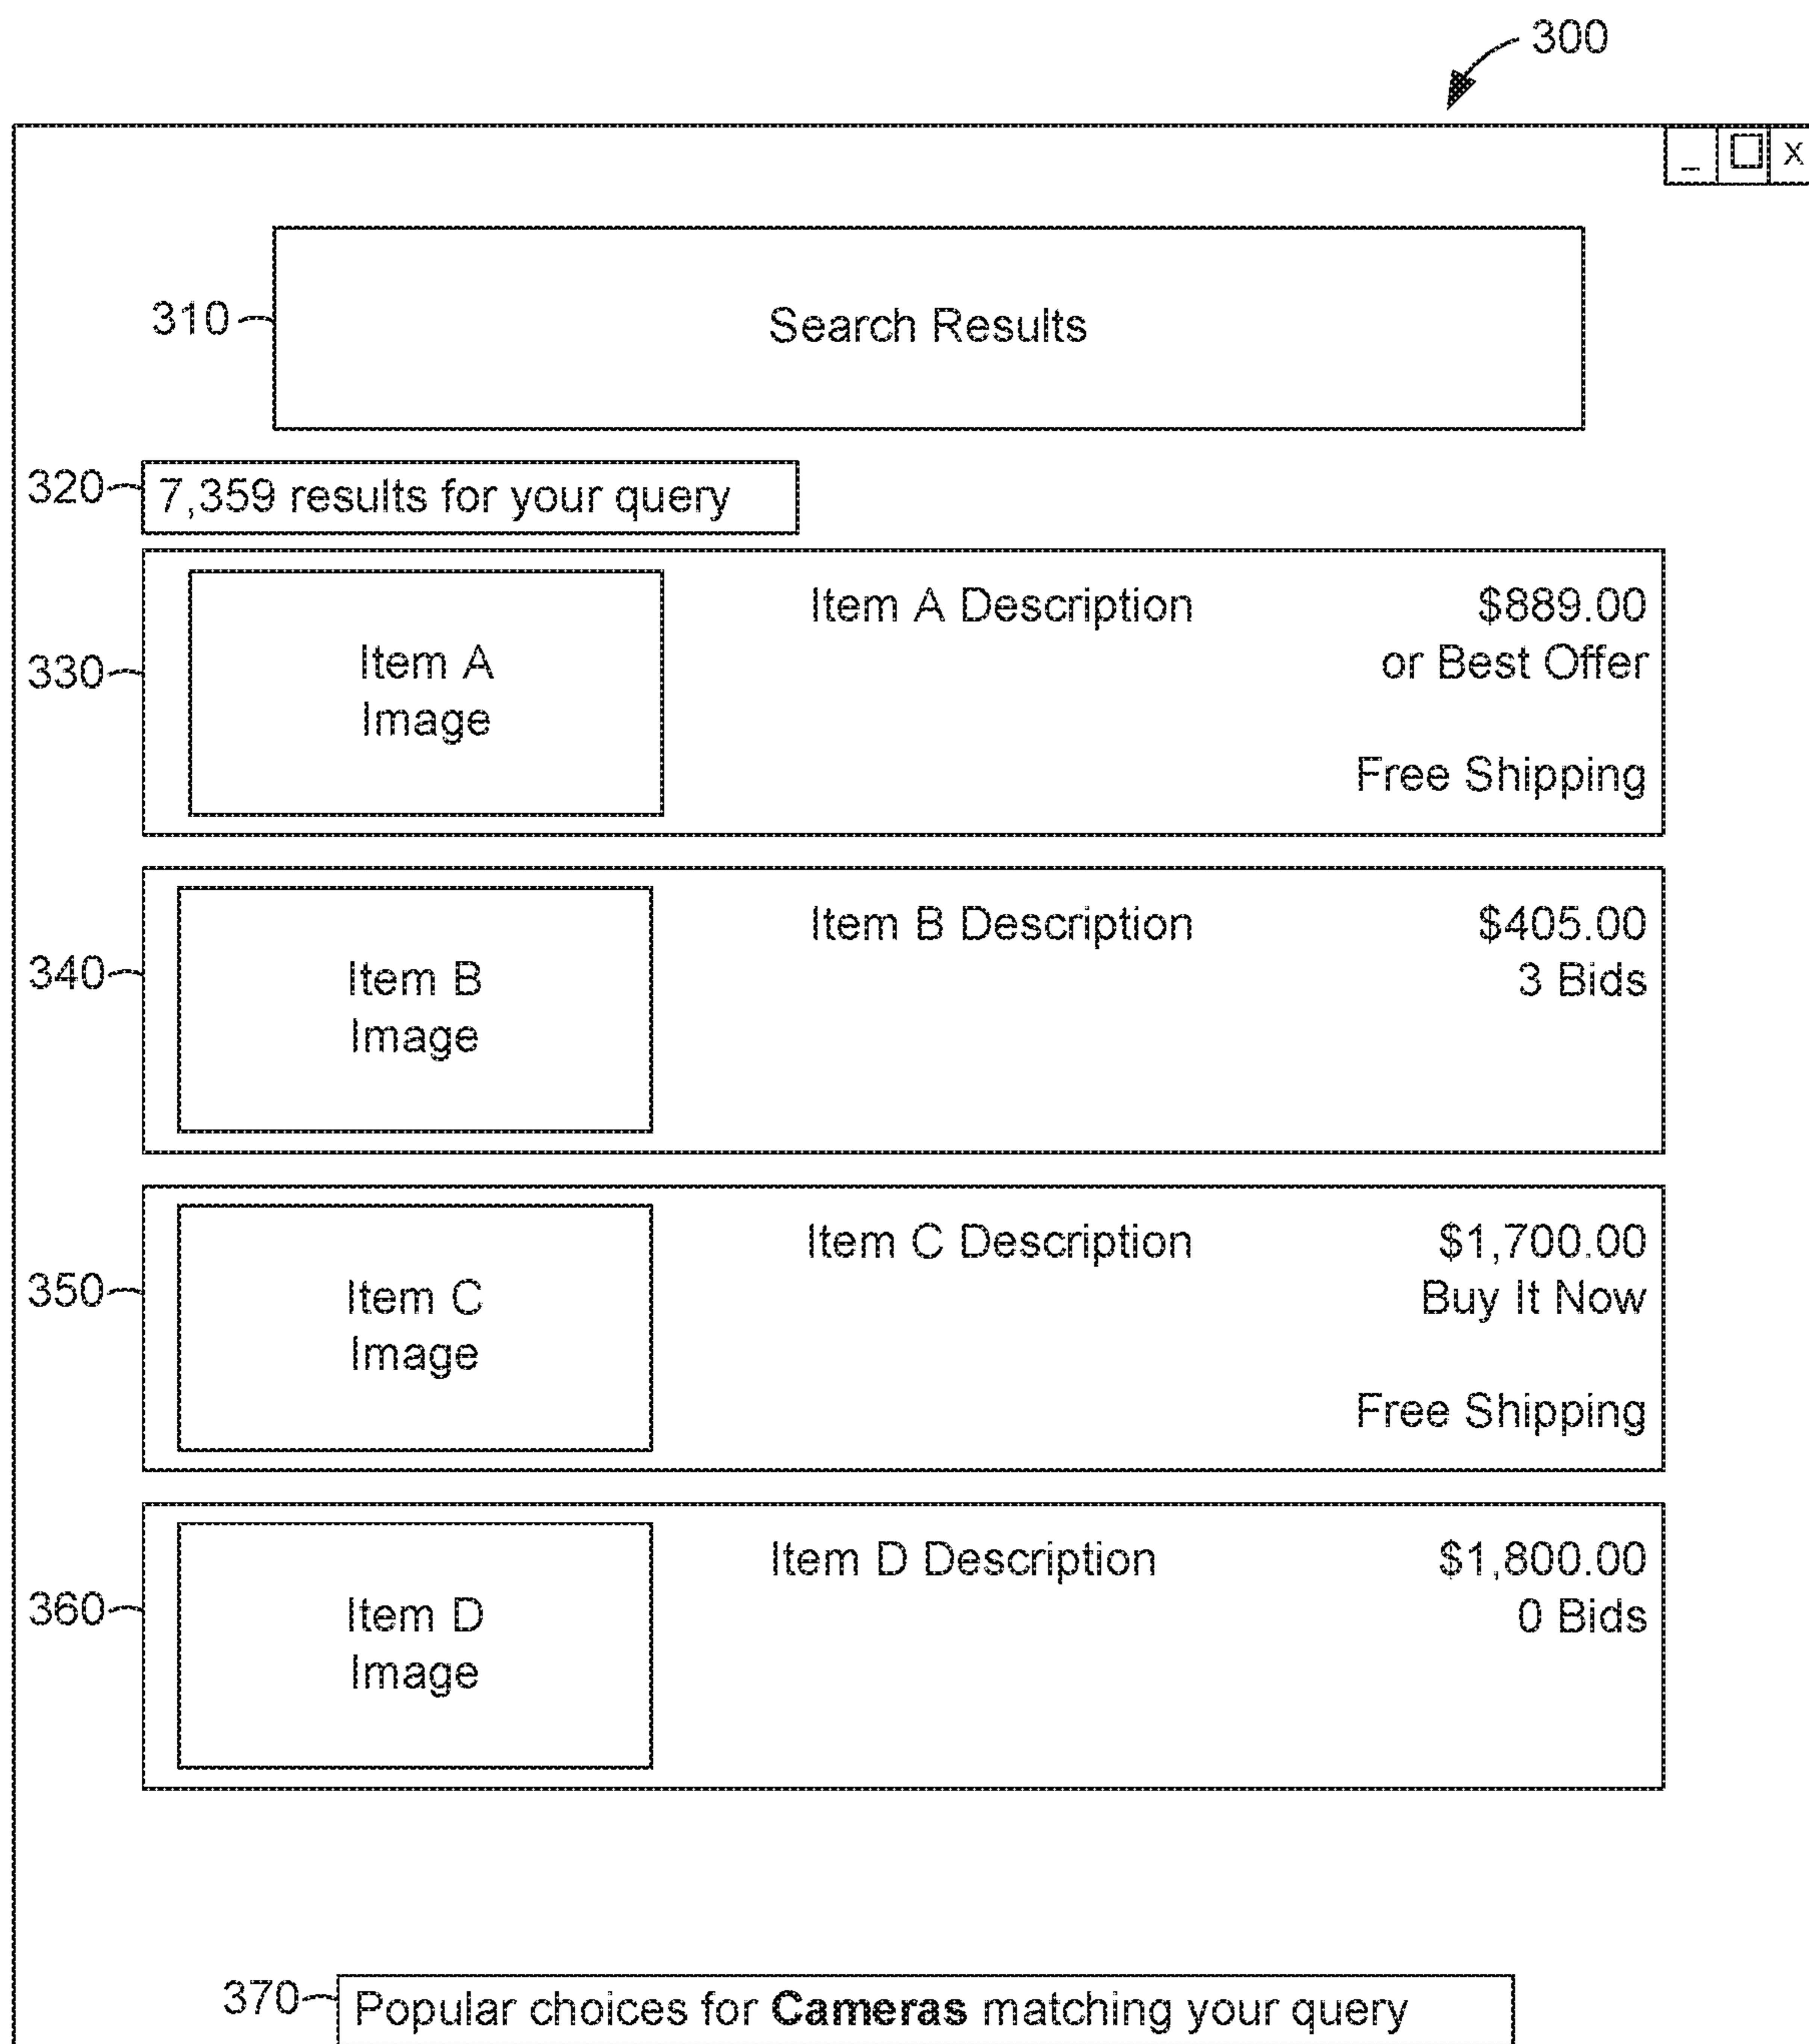 300
_ X
310 Search Results
320 7,359 results for your query
Item A Description $889.00
330 Item A or Best Offer
Image
Free Shipping
Item B Description $405.00
340 Item B 3 Bids
Image
Item C Description $1,700.00
350 Item C Buy It Now
Image
Free Shipping
Item D Description $1,800.00
360 Item D 0 Bids
Image
370 Popular choices for Cameras matching your query